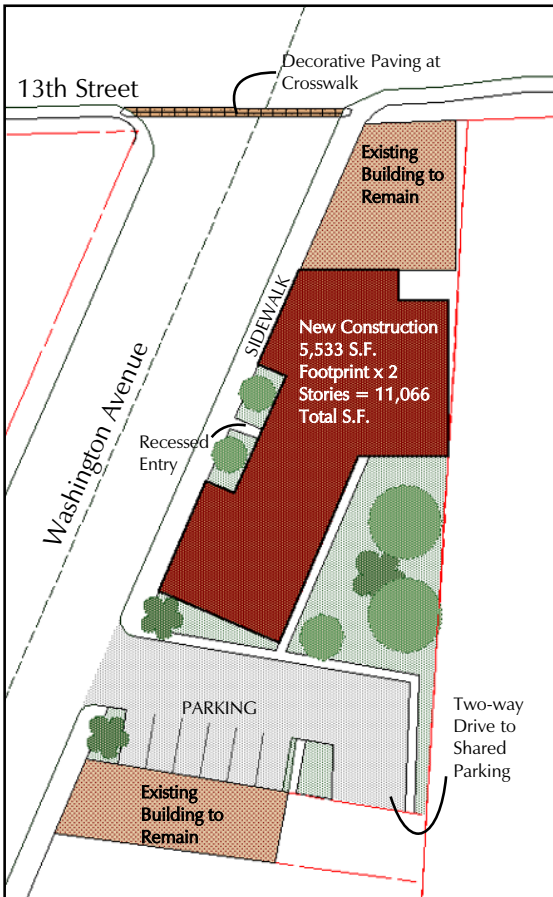 Decorative Paving at
Crosswalk
13th Street
Existing
Building to
Remain
SIDEWALK
New Construction
5,533 S.F.
Footprint x 2
Stories = 11,066
Total S.F.
Washington Avenue
Recessed
Entry
PARKING
Two-way
Drive to
Shared
Parking
Existing
Building to
Remain